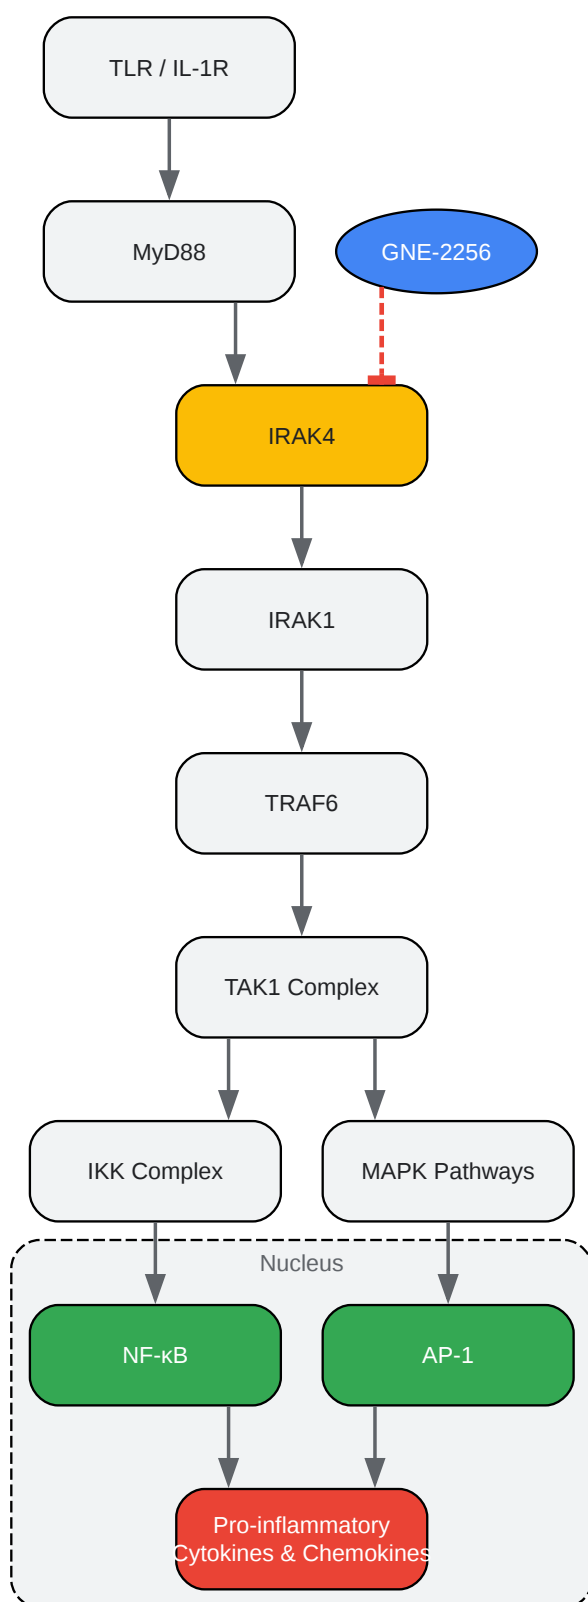 TLR / IL-1R
MyD88
GNE-2256
IRAK4
IRAK1
TRAF6
TAK1 Complex
IKK Complex
MAPK Pathways
Nucleus
NF-κB
AP-1
Pro-inflammatory
Cytokines & Chemokines